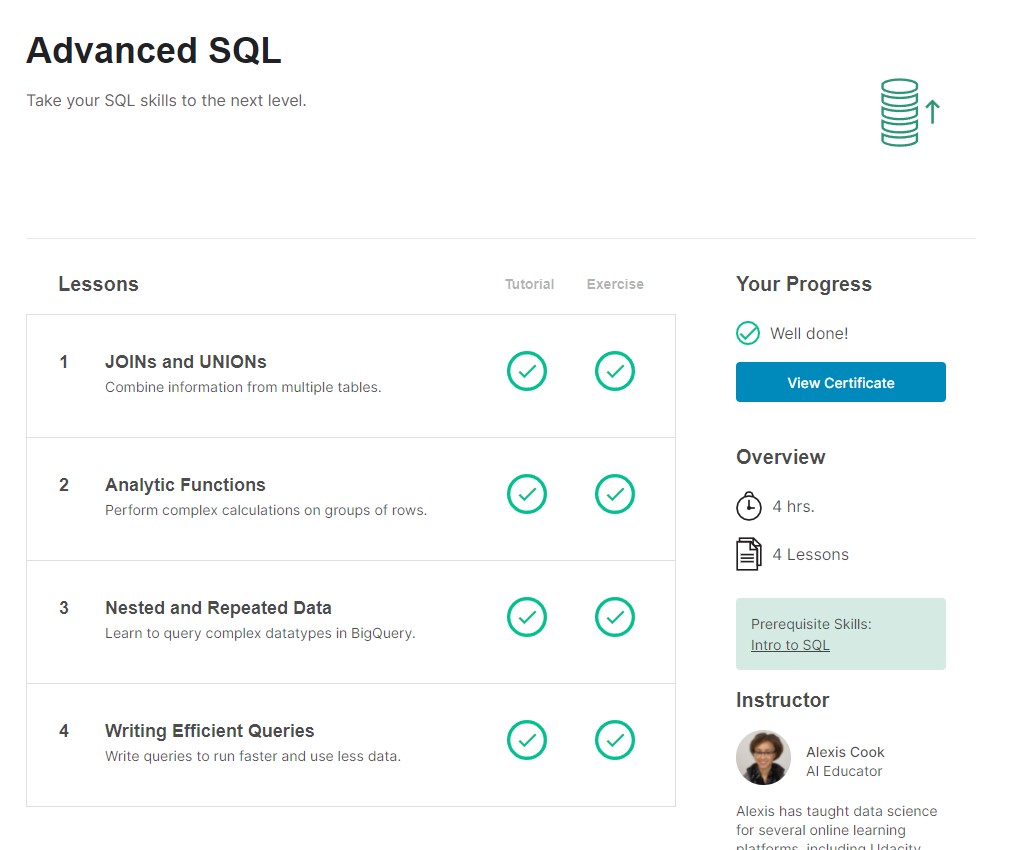 Advanced SQL
Take your SQL skills to the next level.
Lessons
Tutorial
Exercise
1
JOINs and UNIONs
Combine information from multiple tables.
2
Analytic Functions
Perform complex calculations on groups of rows.
3
Nested and Repeated Data
Learn to query complex datatypes in BigQuery.
4
Writing Efficient Queries
Write queries to run faster and use less data.
Your Progress
Well done!
View Certificate
Overview
4 hrs.
4 Lessons
Prerequisite Skills:
Intro to SQL
Instructor
Alexis Cook
AI Educator
Alexis has taught data science
for several online learning
platforms, including Udacity